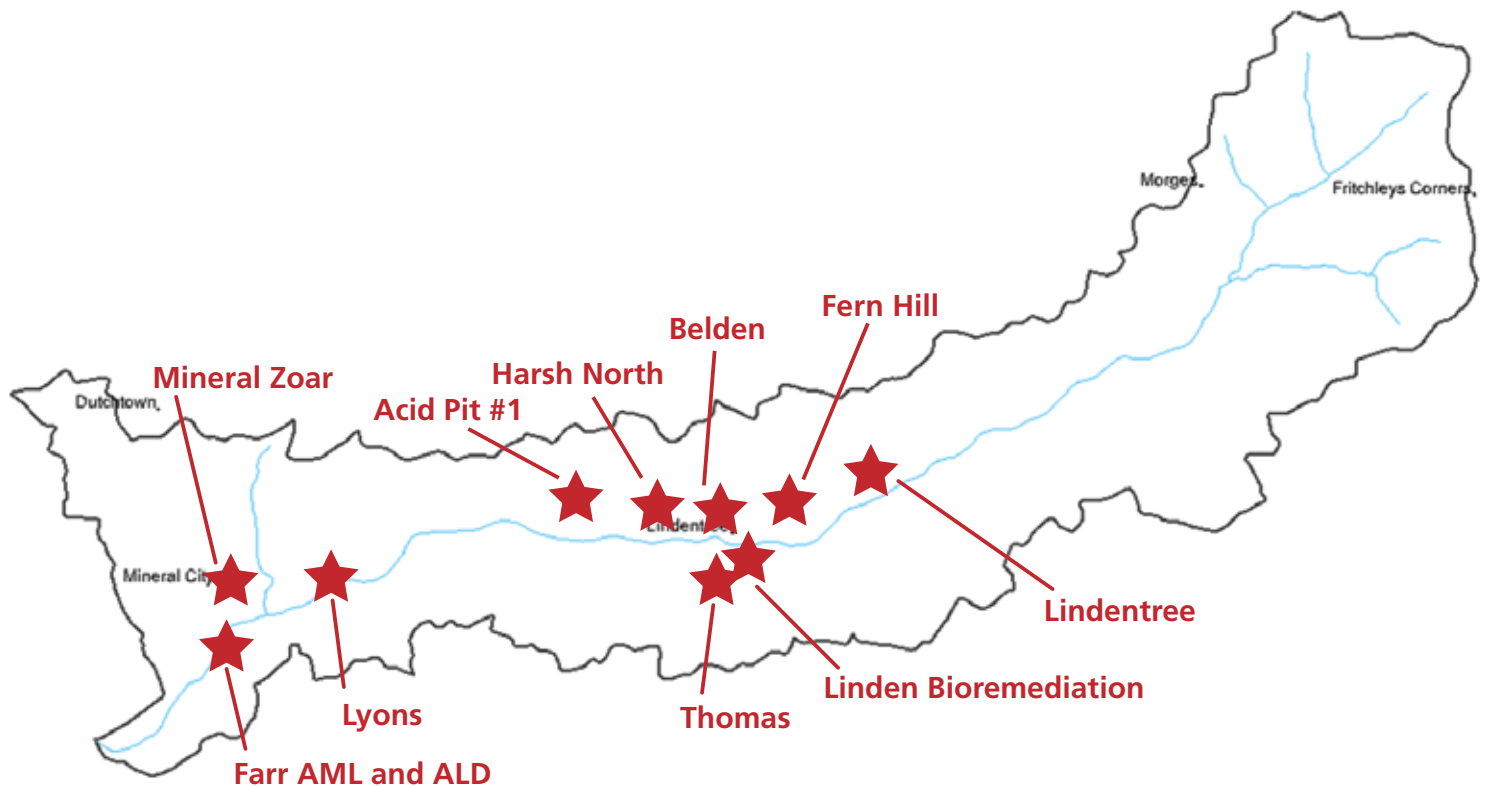 Morges
Fritchleys Corners
Fern Hill
Belden
Mineral Zoar
Harsh North
Dutchtown
Acid Pit #1
Lindentree
Mineral City
Lindentree
Linden Bioremediation
Lyons
Thomas
Farr AML and ALD